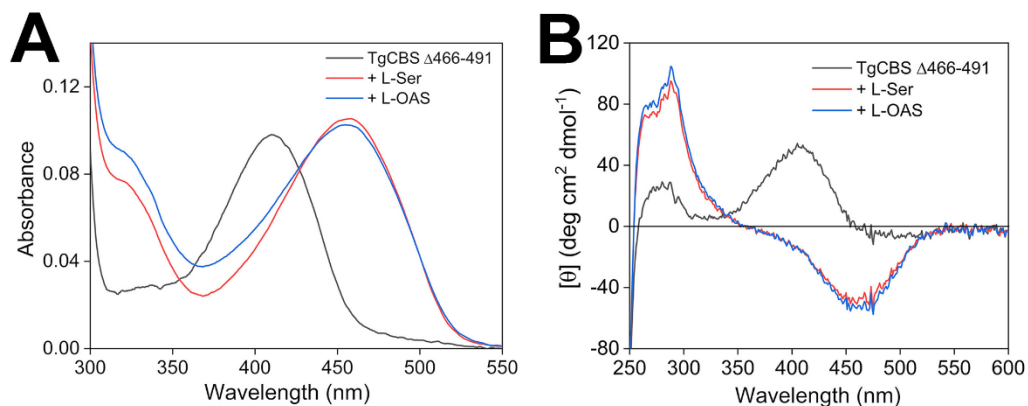 A
Absorbance
0.12
0.08
0.04
0.00
TgCBS Δ466-491
+ L-Ser
+ L-OAS
300
350
400
450
500
550
Wavelength (nm)
B
[θ] (deg cm² dmol⁻¹)
120
80
40
0
-40
-80
TgCBS Δ466-491
+ L-Ser
+ L-OAS
250
300
350
400
450
500
550
600
Wavelength (nm)